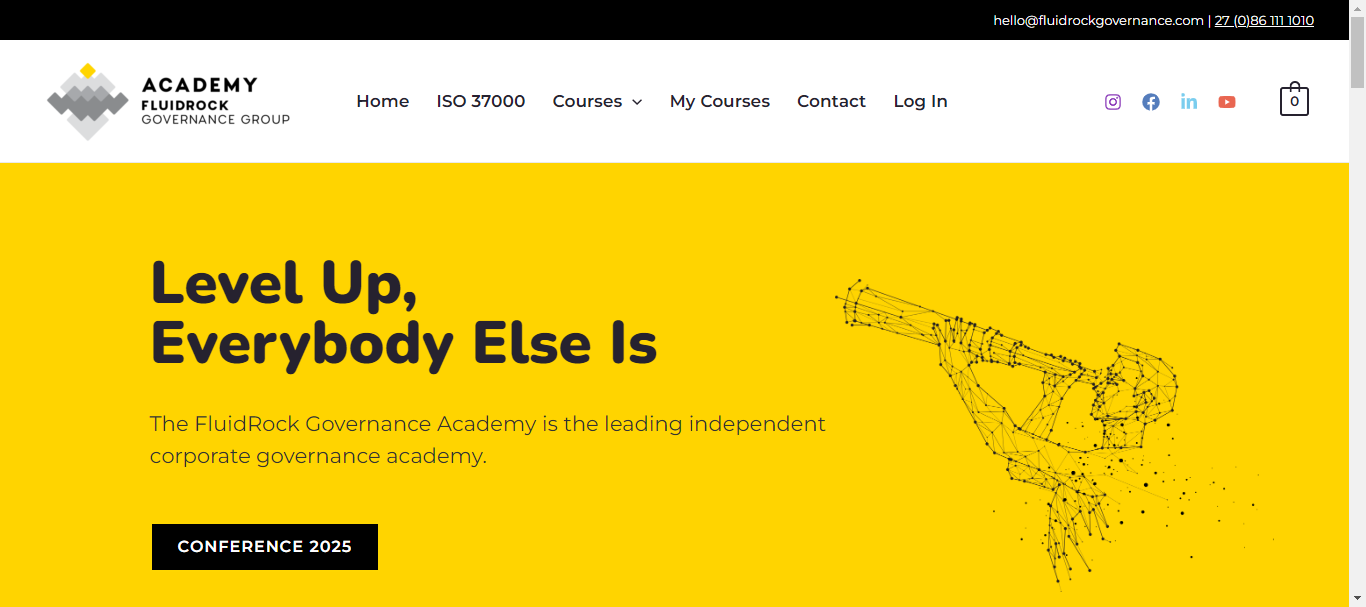 hello@fluidrockgovernance.com | 27 (0)86 111 1010
ACADEMY
FLUIDROCK
GOVERNANCE GROUP
Home ISO 37000 Courses My Courses Contact Log In
0
Level Up,
Everybody Else Is
The FluidRock Governance Academy is the leading independent
corporate governance academy.
CONFERENCE 2025